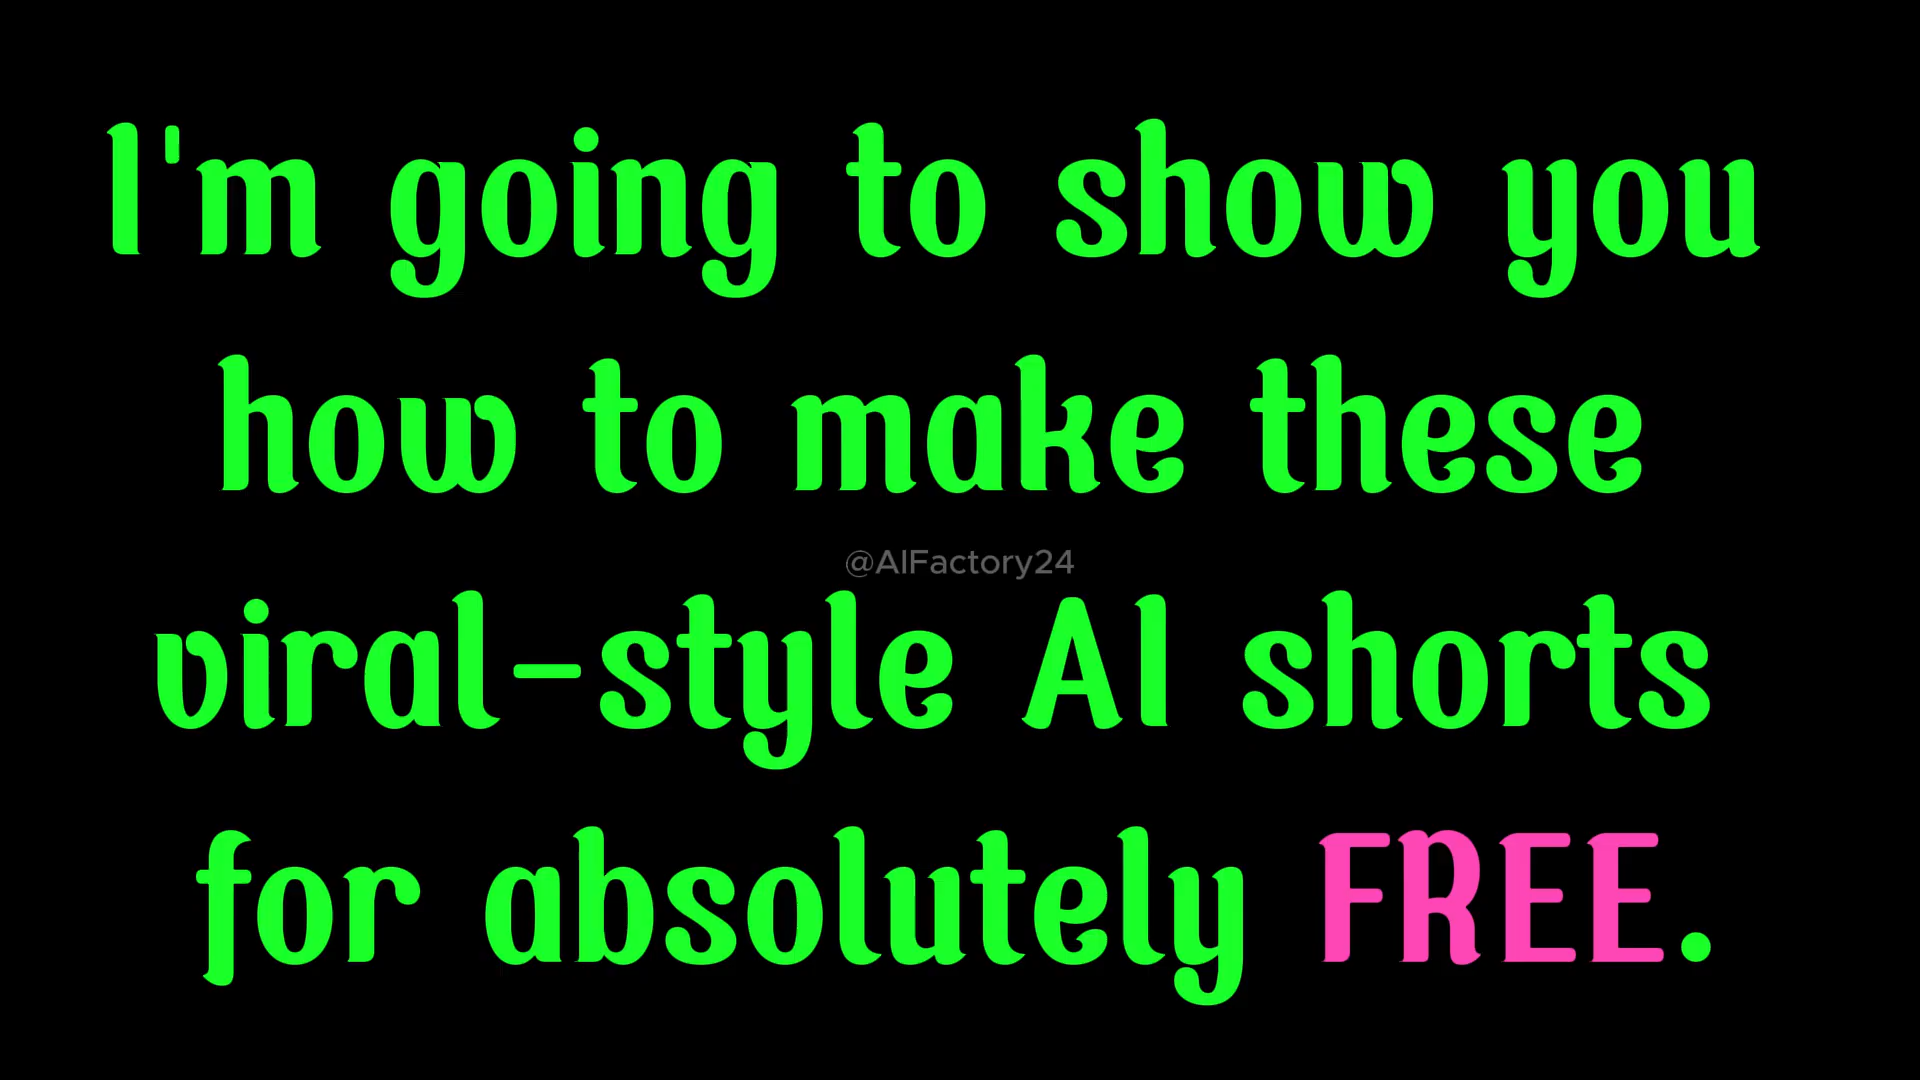 I'm going to show you
how to make these
@AIFactory24
viral-style AI shorts
for absolutely FREE.